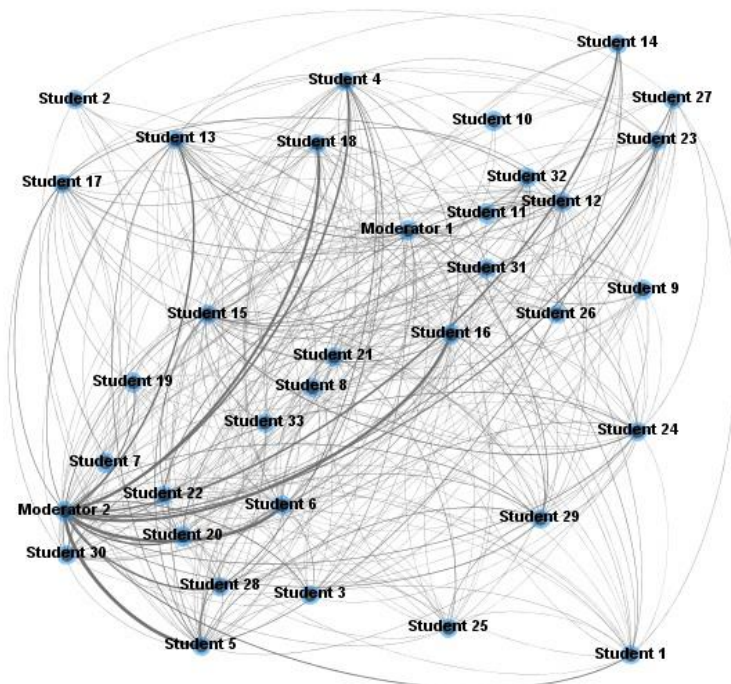 Student 14
Student 4
Student 2
Student 27
Student 10
Student 13
Student 18
Student 23
Student 17
Student 32
Student 12
Student 11
Moderator 1
Student 31
Student 9
Student 15
Student 26
Student 16
Student 21
Student 19
Student 8
Student 33
Student 24
Student 7
Student 22
Student 6
Moderator 2
Student 29
Student 20
Student 30
Student 28
Student 3
Student 25
Student 5
Student 1